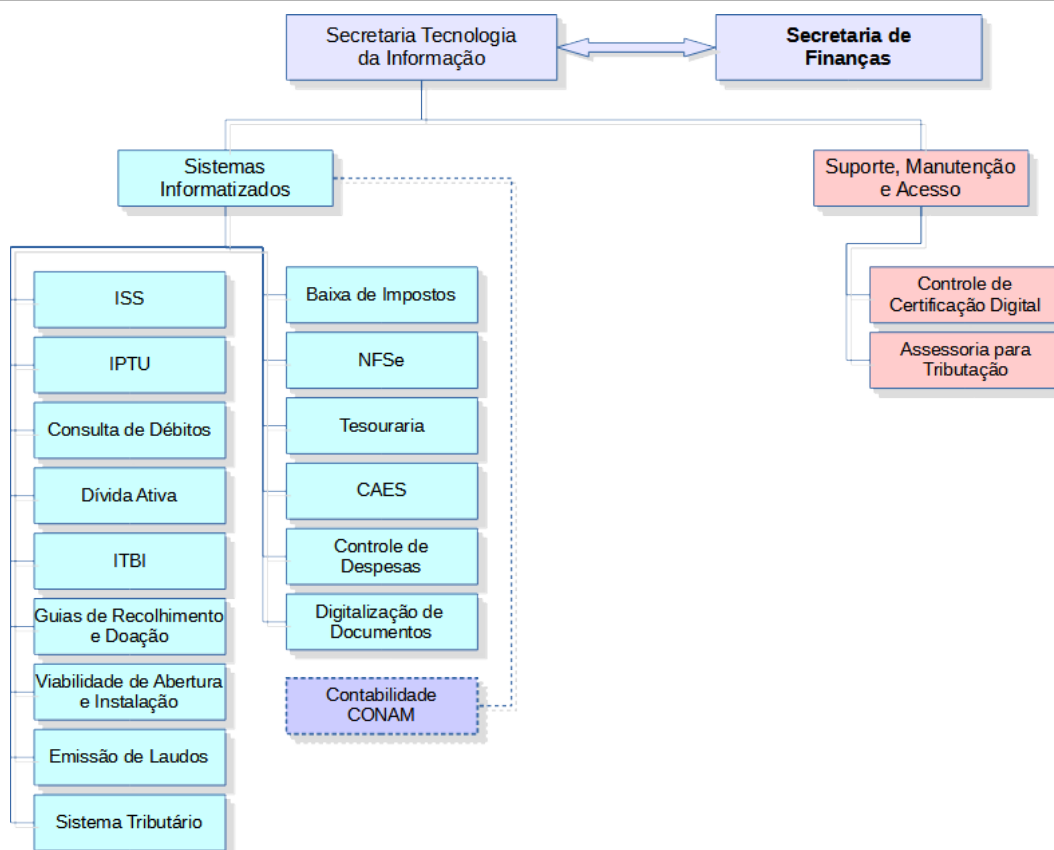 Secretaria Tecnologia
da Informação
Secretaria de
Finanças
Sistemas
Informatizados
Suporte, Manutenção
e Acesso
ISS
IPTU
Consulta de Débitos
Dívida Ativa
ITBI
Guias de Recolhimento
e Doação
Viabilidade de Abertura
e Instalação
Emissão de Laudos
Sistema Tributário
Baixa de Impostos
NFSe
Tesouraria
CAES
Controle de
Despesas
Digitalização de
Documentos
Contabilidade
CONAM
Controle de
Certificação Digital
Assessoria para
Tributação